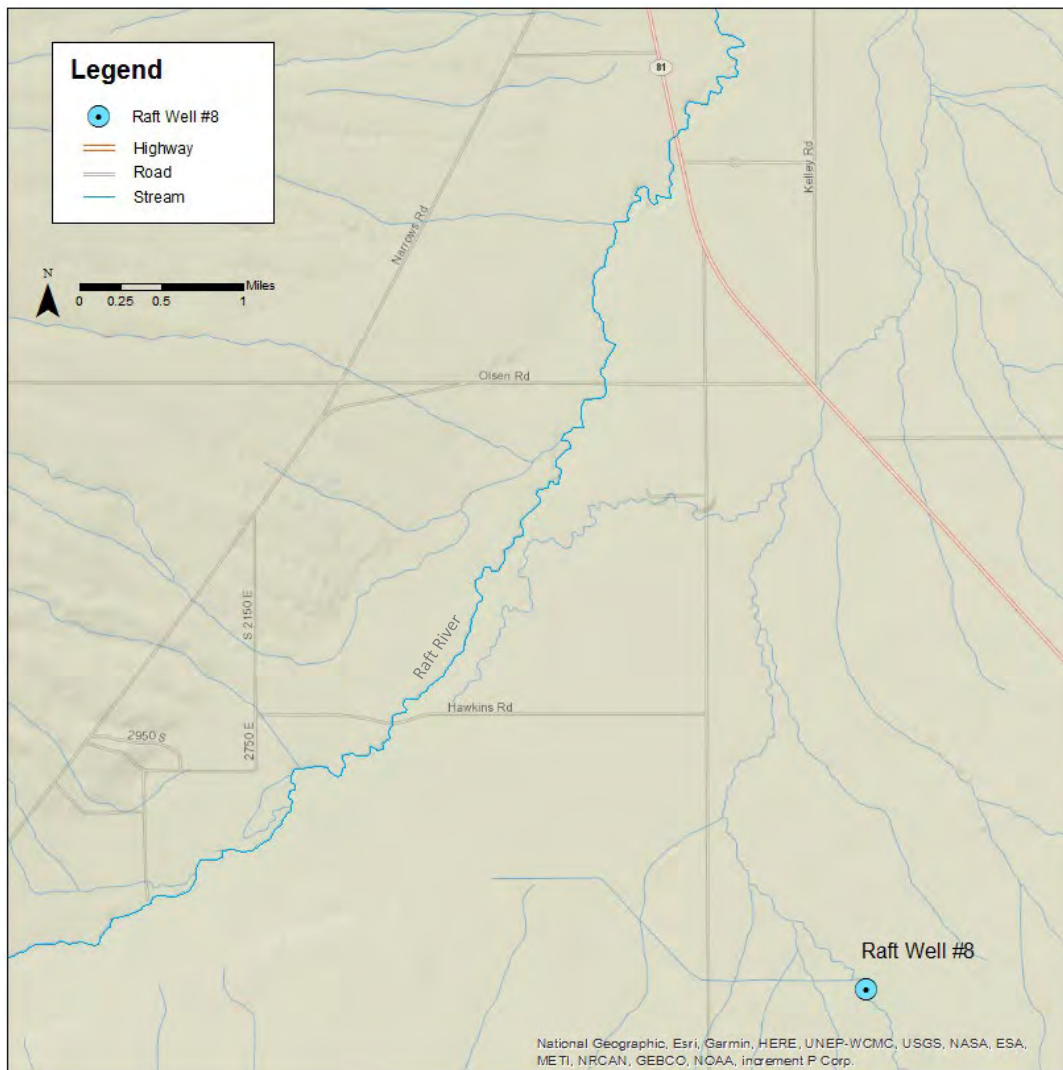 Legend
Raft Well #8
Highway
Road
Stream
N
Miles
0 0.25 0.5 1
81
Kelley Rd
Narrows Rd
Olsen Rd
S 2150 E
Raft River
Hawkins Rd
2950 S
2750 E
Raft Well #8
National Geographic, Esri, Garmin, HERE, UNEP-WCMC, USGS, NASA, ESA,
METI, NRCAN, GEBCO, NOAA, increment P Corp.